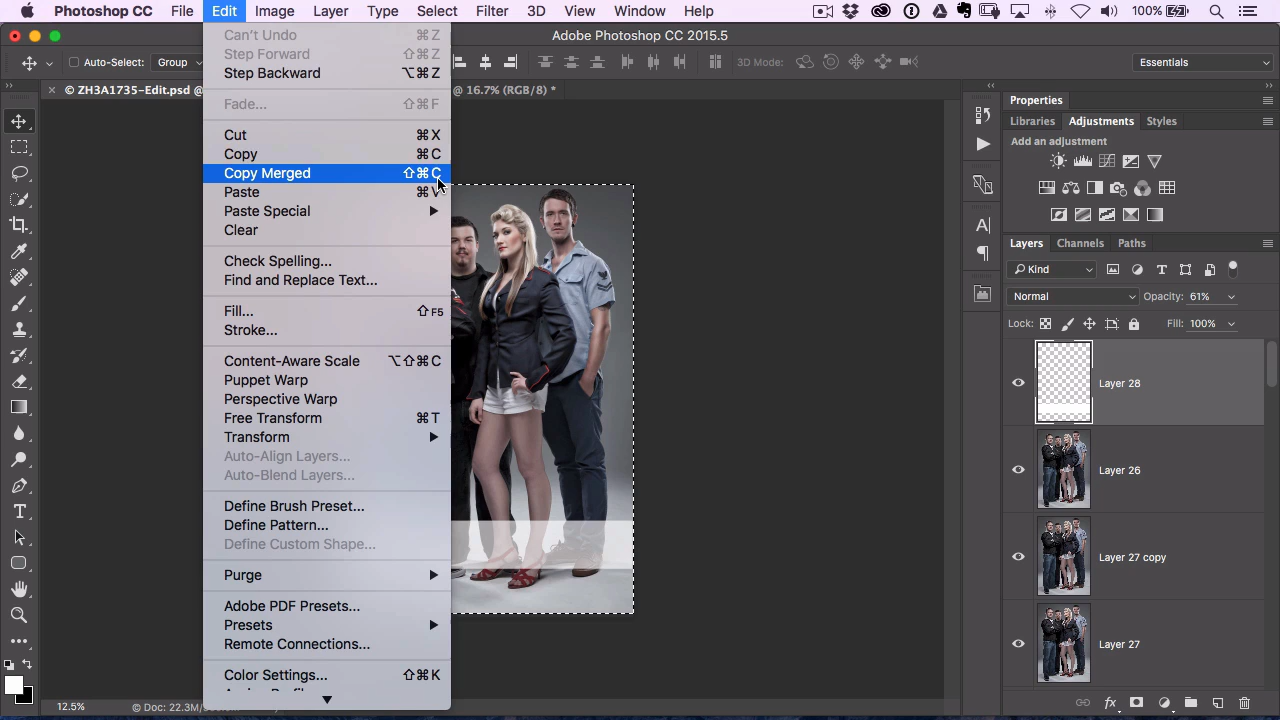 Photoshop CC File Edit Image Layer Type Select Filter 3D View Window Help 100%
Adobe Photoshop CC 2015.5
Auto-Select: Group 3D Mode: Essentials
© ZH3A1735-Edit.psd @ @ 16.7% (RGB/8) *
Can't Undo ⌘Z
Step Forward ⇧⌘Z
Step Backward ⌥⌘Z
Fade... ⇧⌘F
Cut ⌘X
Copy ⌘C
Copy Merged ⇧⌘C
Paste ⌘V
Paste Special
Clear
Check Spelling...
Find and Replace Text...
Fill... ⇧F5
Stroke...
Content-Aware Scale ⌥⇧⌘C
Puppet Warp
Perspective Warp
Free Transform ⌘T
Transform
Auto-Align Layers...
Auto-Blend Layers...
Define Brush Preset...
Define Pattern...
Define Custom Shape...
Purge
Adobe PDF Presets...
Presets
Remote Connections...
Color Settings... ⇧⌘K
Properties
Libraries Adjustments Styles
Add an adjustment
Layers Channels Paths
Kind
Normal Opacity: 61%
Lock: Fill: 100%
Layer 28
Layer 26
Layer 27 copy
Layer 27
12.5% © Doc: 22.3M/